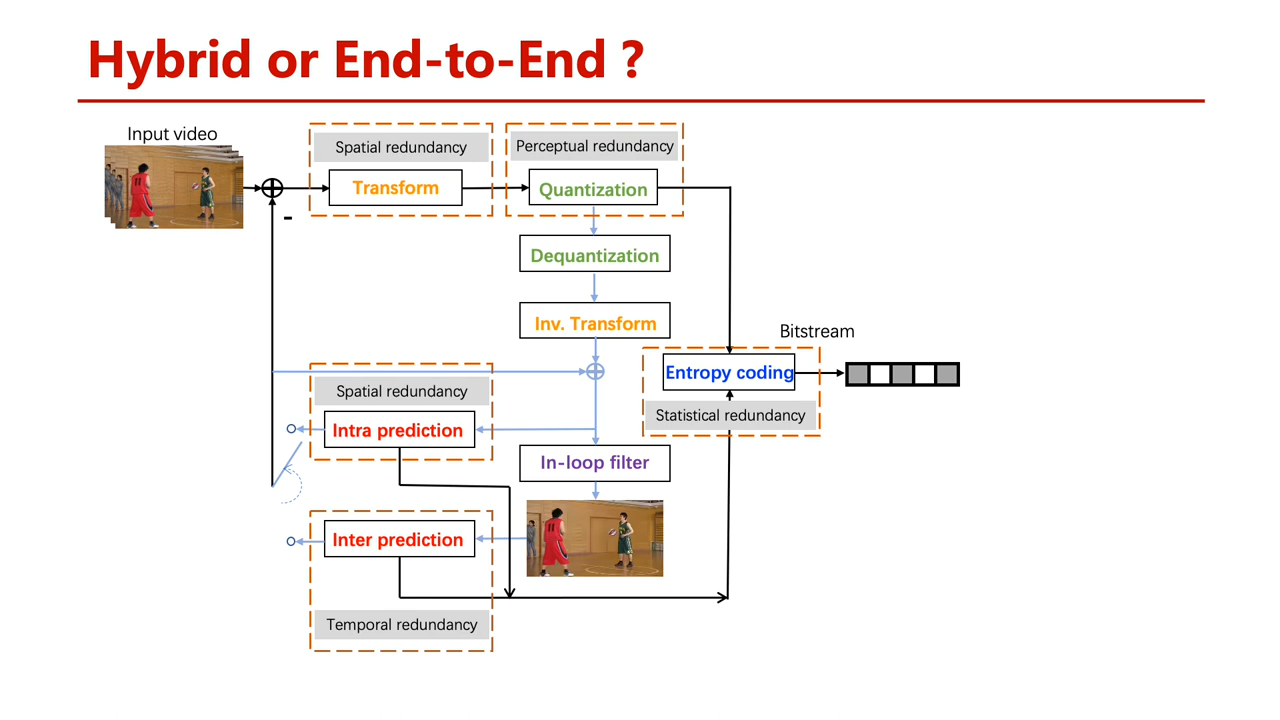 Hybrid or End-to-End ?
Input video
Spatial redundancy
Perceptual redundancy
Transform
Quantization
-
Dequantization
Inv. Transform
Bitstream
Entropy coding
Spatial redundancy
Statistical redundancy
Intra prediction
In-loop filter
Inter prediction
Temporal redundancy